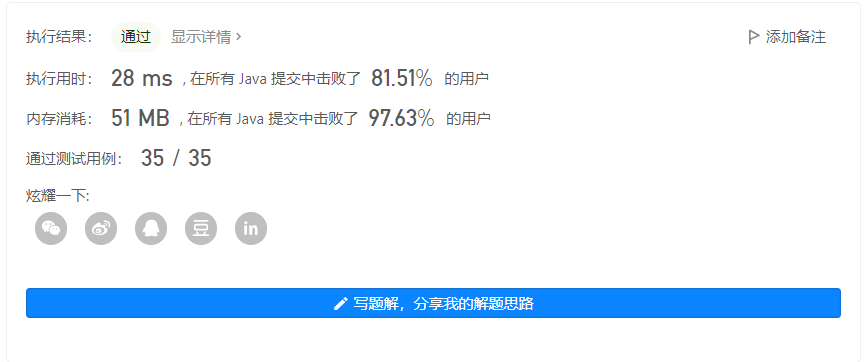 执行结果： 通过 显示详情 › 添加备注
执行用时： 28 ms , 在所有 Java 提交中击败了 81.51% 的用户
内存消耗： 51 MB , 在所有 Java 提交中击败了 97.63% 的用户
通过测试用例： 35 / 35
炫耀一下:
豆 in
写题解，分享我的解题思路